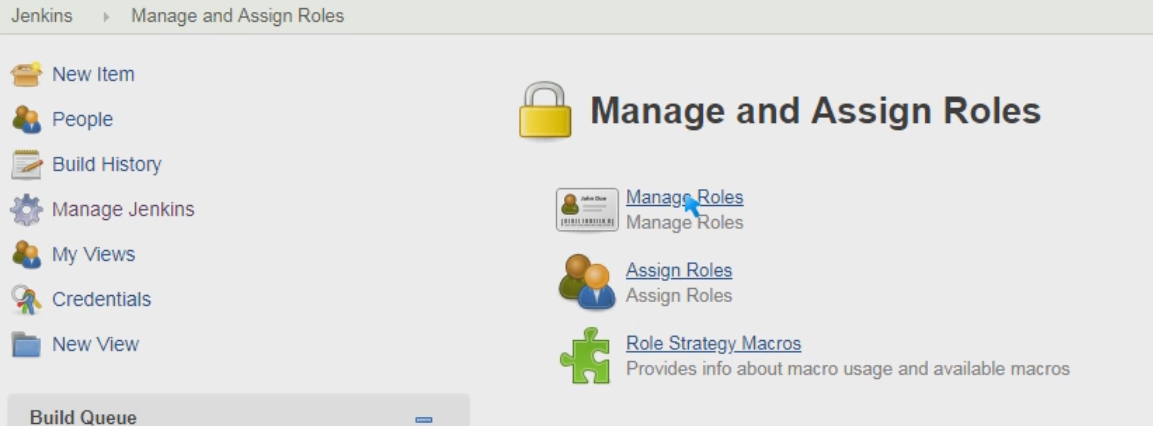 Jenkins Manage and Assign Roles
New Item
People
Build History
Manage Jenkins
My Views
Credentials
New View
Build Queue
Manage and Assign Roles
John Doe
Manage Roles
Manage Roles
Assign Roles
Assign Roles
Role Strategy Macros
Provides info about macro usage and available macros